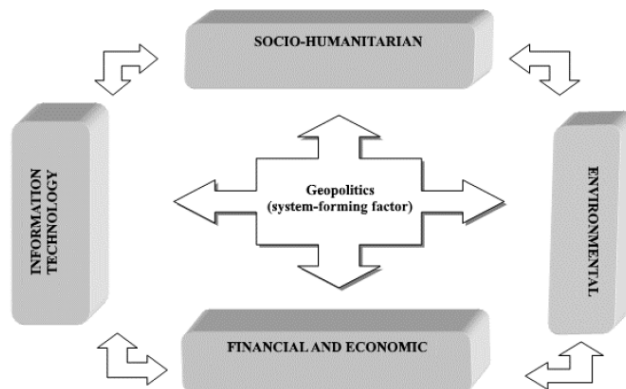 SOCIO-HUMANITARIAN
INFORMATION
TECHNOLOGY
Geopolitics
(system-forming factor)
ENVIRONMENTAL
FINANCIAL AND ECONOMIC